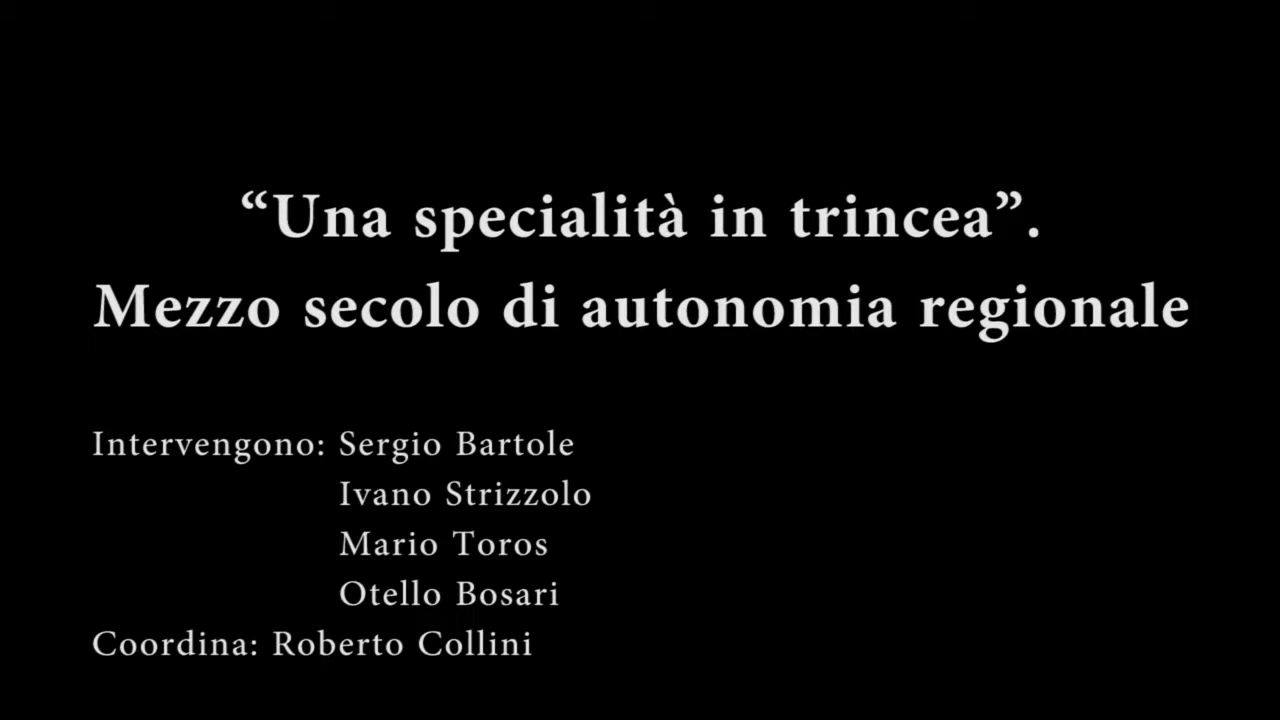 “Una specialità in trincea”.
Mezzo secolo di autonomia regionale
Intervengono: Sergio Bartole
Ivano Strizzolo
Mario Toros
Otello Bosari
Coordina: Roberto Collini